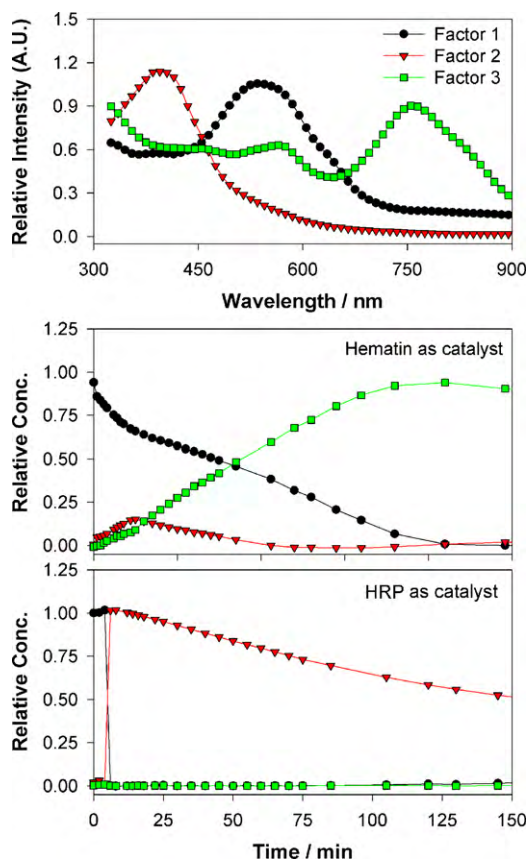 Relative Intensity (A.U.)
1.5
1.2
0.9
0.6
0.3
0.0
Factor 1
Factor 2
Factor 3
300 450 600 750 900
Wavelength / nm
Relative Conc.
1.25
1.00
0.75
0.50
0.25
0.00
Hematin as catalyst
Relative Conc.
1.25
1.00
0.75
0.50
0.25
0.00
HRP as catalyst
0 25 50 75 100 125 150
Time / min